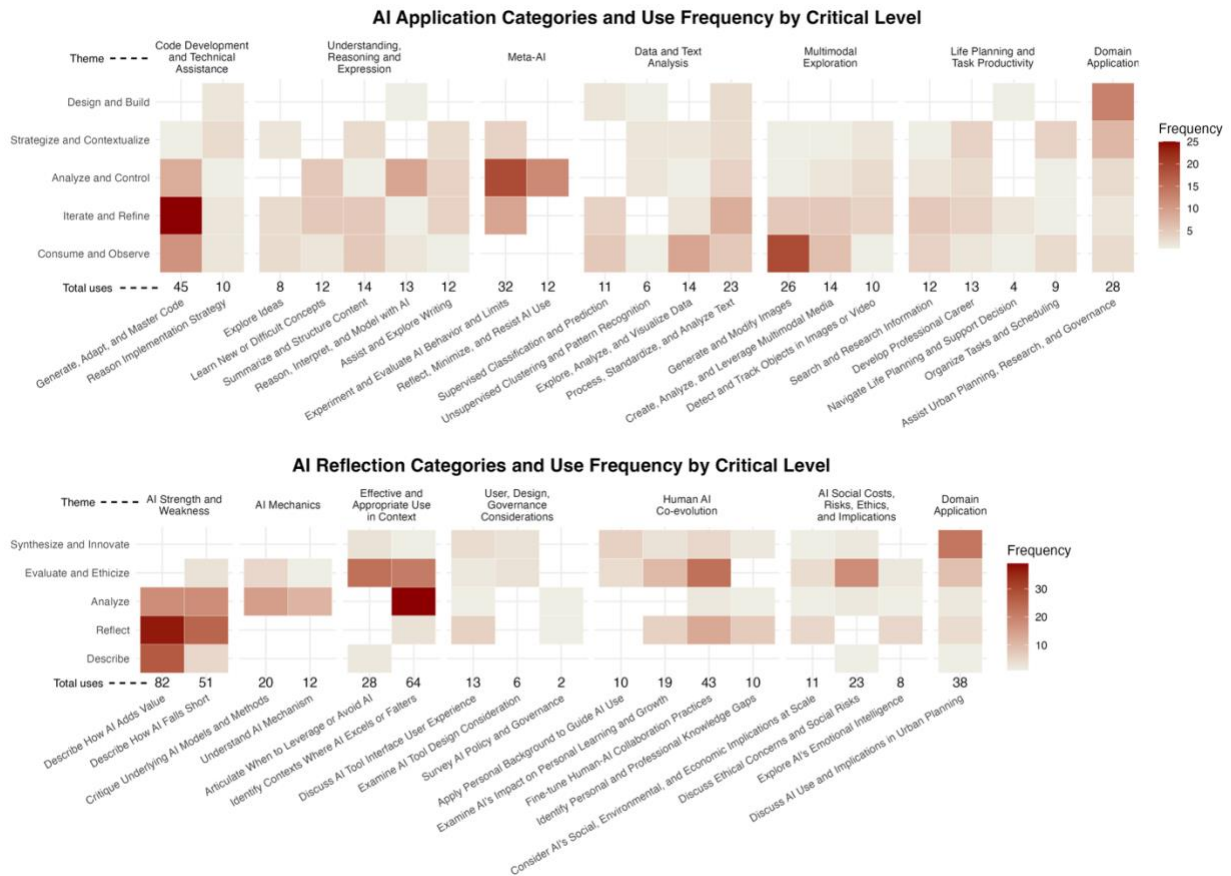 AI Application Categories and Use Frequency by Critical Level
Theme
Code Development
and Technical
Assistance
Understanding,
Reasoning and
Expression
Meta-AI
Data and Text
Analysis
Multimodal
Exploration
Life Planning and
Task Productivity
Domain
Application
Design and Build
Strategize and Contextualize
Analyze and Control
Iterate and Refine
Consume and Observe
Frequency
25
20
15
10
5
Total uses
45 10 8 12 14 13 12 32 12 11 6 14 23 26 14 10 12 13 4 9 28
Generate, Adapt, and Master Code
Reason Implementation Strategy
Explore Ideas
Learn New or Difficult Concepts
Summarize and Structure Content
Reason, Interpret, and Model with AI
Assist and Explore Writing
Experiment and Evaluate AI Behavior and Limits
Reflect, Minimize, and Resist AI Use
Supervised Classification and Prediction
Unsupervised Clustering and Pattern Recognition
Explore, Analyze, and Visualize Data
Process, Standardize, and Analyze Text
Generate and Modify Images
Create, Analyze, and Leverage Multimodal Media
Detect and Track Objects in Images or Video
Search and Research Information
Develop Professional Career
Navigate Life Planning and Support Decision
Organize Tasks and Scheduling
Assist Urban Planning, Research, and Governance
AI Reflection Categories and Use Frequency by Critical Level
Theme
AI Strength and
Weakness
AI Mechanics
Effective and
Appropriate Use
in Context
User, Design,
Governance
Considerations
Human AI
Co-evolution
AI Social Costs,
Risks, Ethics,
and Implications
Domain
Application
Synthesize and Innovate
Evaluate and Ethicize
Analyze
Reflect
Describe
Frequency
30
20
10
Total uses
82 51 20 12 28 64 13 6 2 10 19 43 10 11 23 8 38
Describe How AI Adds Value
Describe How AI Falls Short
Critique Underlying AI Models and Methods
Understand AI Mechanism
Articulate When to Leverage or Avoid AI
Identify Contexts Where AI Excels or Falters
Discuss AI Tool Interface User Experience
Examine AI Tool Design Consideration
Survey AI Policy and Governance
Apply Personal Background to Guide AI Use
Examine AI's Impact on Personal Learning and Growth
Fine-tune Human-AI Collaboration Practices
Identify Personal and Professional Knowledge Gaps
Consider AI's Social, Environmental, and Economic Implications at Scale
Discuss Ethical Concerns and Social Risks
Explore AI's Emotional Intelligence
Discuss AI Use and Implications in Urban Planning